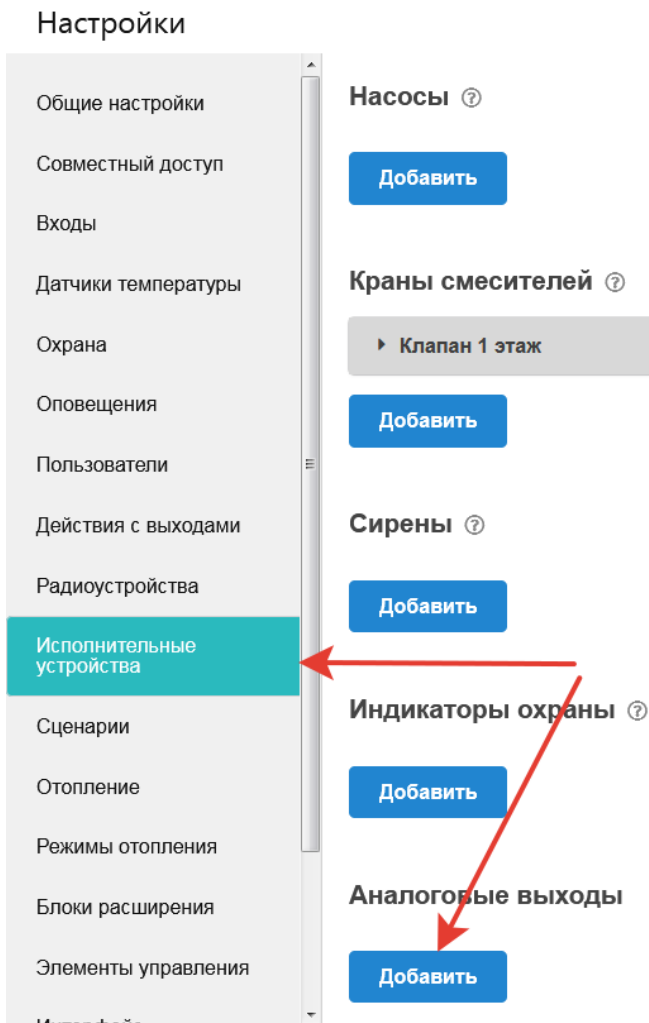 Настройки
Общие настройки
Совместный доступ
Входы
Датчики температуры
Охрана
Оповещения
Пользователи
Действия с выходами
Радиоустройства
Исполнительные
устройства
Сценарии
Отопление
Режимы отопления
Блоки расширения
Элементы управления
Насосы ?
Добавить
Краны смесителей ?
Клапан 1 этаж
Добавить
Сирены ?
Добавить
Индикаторы охраны ?
Добавить
Аналоговые выходы
Добавить